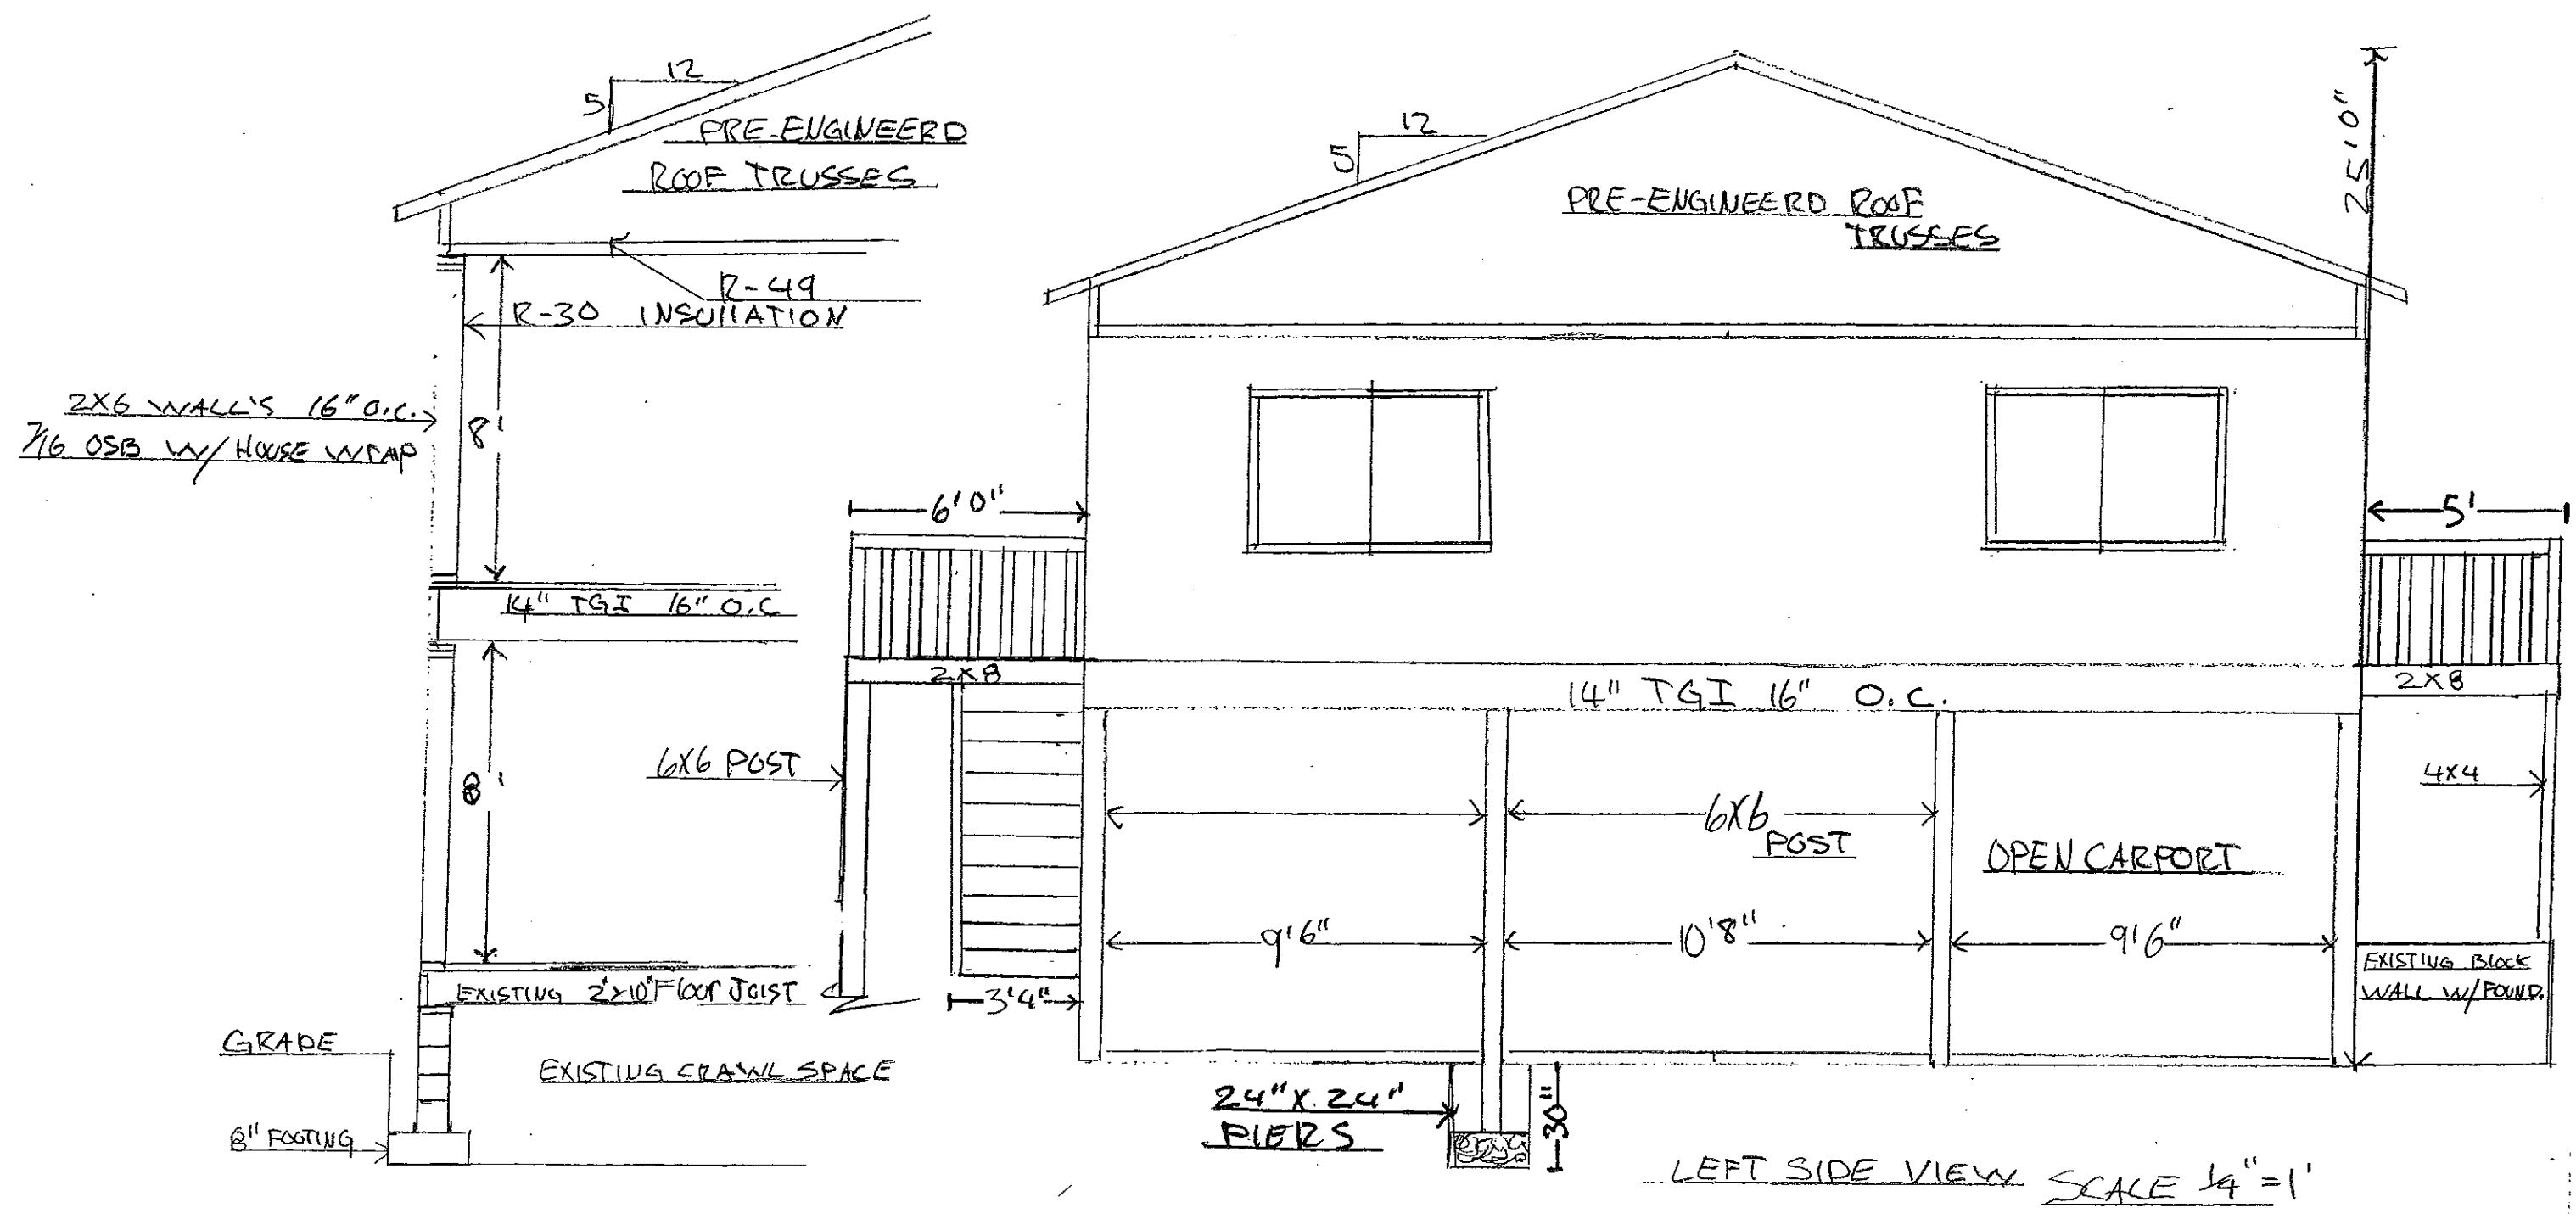 12
5
PRE-ENGINEERD
ROOF TRUSSES
R-49
R-30 INSUllATION
2X6 WALL'S 16" O.C.
7/16 OSB W/ HOUSE WRAP
8'
14" TGI 16" O.C
8'
EXISTING 2"x10" Floor JOIST
GRADE
EXISTING CRAWL SPACE
8" FOOTING
12
5
PRE-ENGINEERD ROOF
TRUSSES
25'0"
6'0"
5'
2X8
14" TGI 16" O.C.
2X8
6X6 POST
6X6
POST
4X4
OPEN CARPORT
9'6"
10'8"
9'6"
3'4"
EXISTING BLOCK
WALL W/FOUND.
24" X 24"
PIERS
30"
LEFT SIDE VIEW SCALE 1/4" = 1'